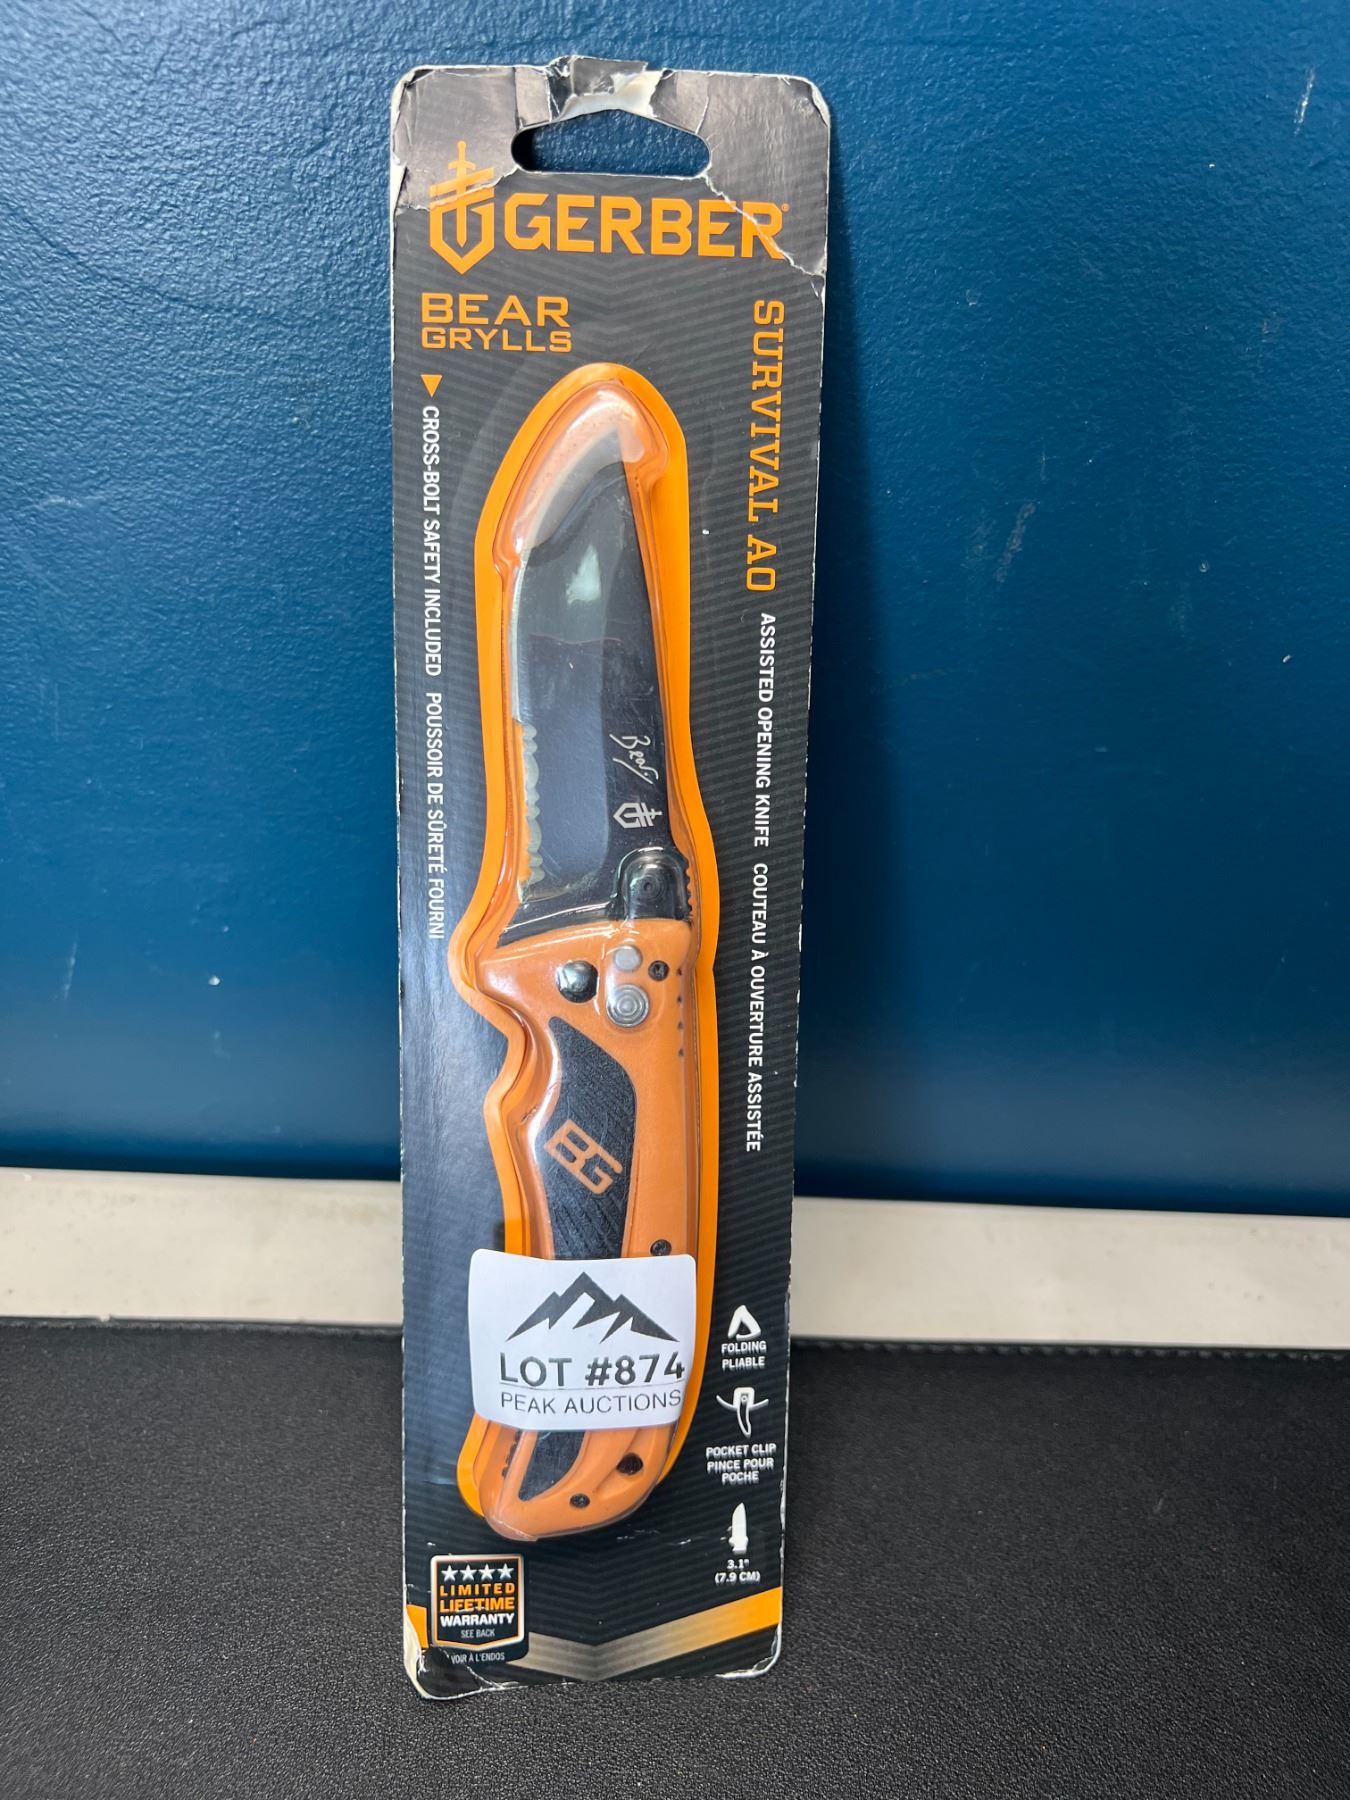 GERBER®
BEAR
GRYLLS
SURVIVAL AO
CROSS-BOLT SAFETY INCLUDED POUSSOIR DE SÛRETÉ FOURNI
ASSISTED OPENING KNIFE COUTEAU À OUVERTURE ASSISTÉE
BG
LOT #874
PEAK AUCTIONS
FOLDING
PLIABLE
POCKET CLIP
PINCE POUR
POCHE
3.1"
(7.9 CM)
LIMITED
LIFETIME
WARRANTY
SEE BACK
VOIR À L'ENDOS